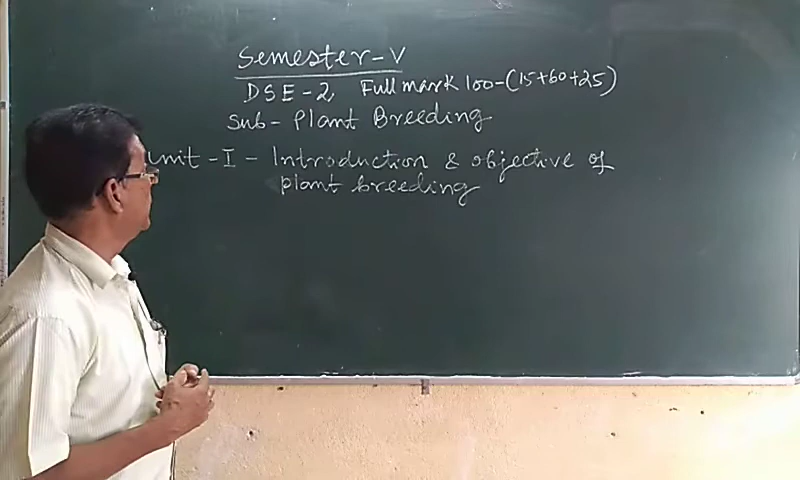 Semester-V
DSE-2, Full mark 100-(15+60+25)
Sub- Plant Breeding
Unit-I- Introduction & objective of
plant breeding